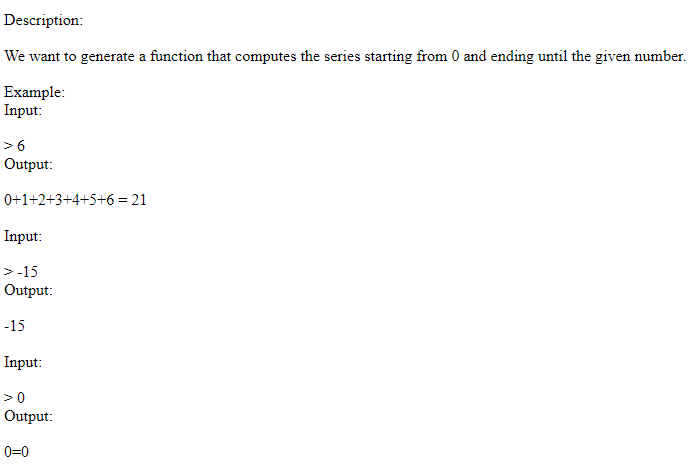 Description:
We want to generate a function that computes the series starting from 0 and ending until the given number.
Example:
Input:
> 6
Output:
0+1+2+3+4+5+6 = 21
Input:
> -15
Output:
-15
Input:
> 0
Output:
0=0